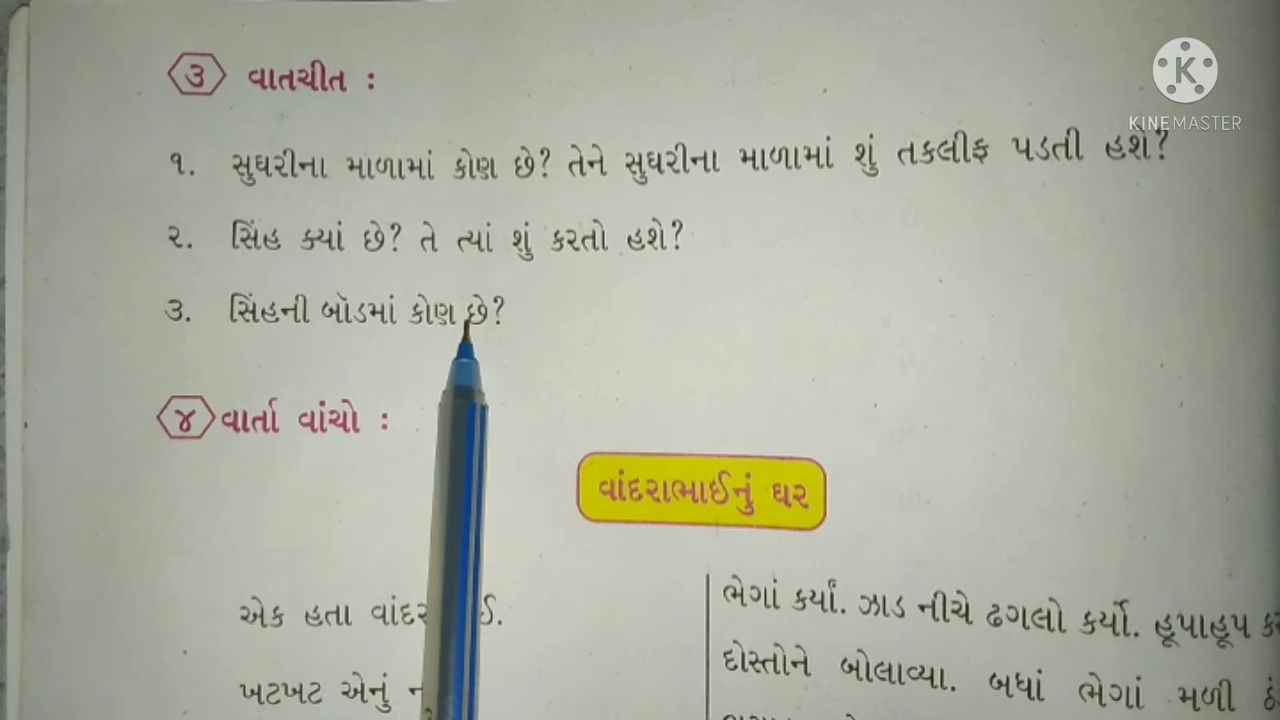 ૩ વાતચીત :
K
KINEMASTER
૧. સુઘરીના માળામાં કોણ છે? તેને સુઘરીના માળામાં શું તકલીફ પડતી હશે?
૨. સિંહ ક્યાં છે? તે ત્યાં શું કરતો હશે?
૩. સિંહની બૉડમાં કોણ છે?
૪ વાર્તા વાંચો :
વાંદરાભાઈનું ઘર
એક હતા
ખટખટ એનું
ભેગાં કર્યાં. ઝાડ નીચે ઢગલો કર્યો. હૂપાહૂપ
દોસ્તોને બોલાવ્યા. બધાં ભેગાં મળી